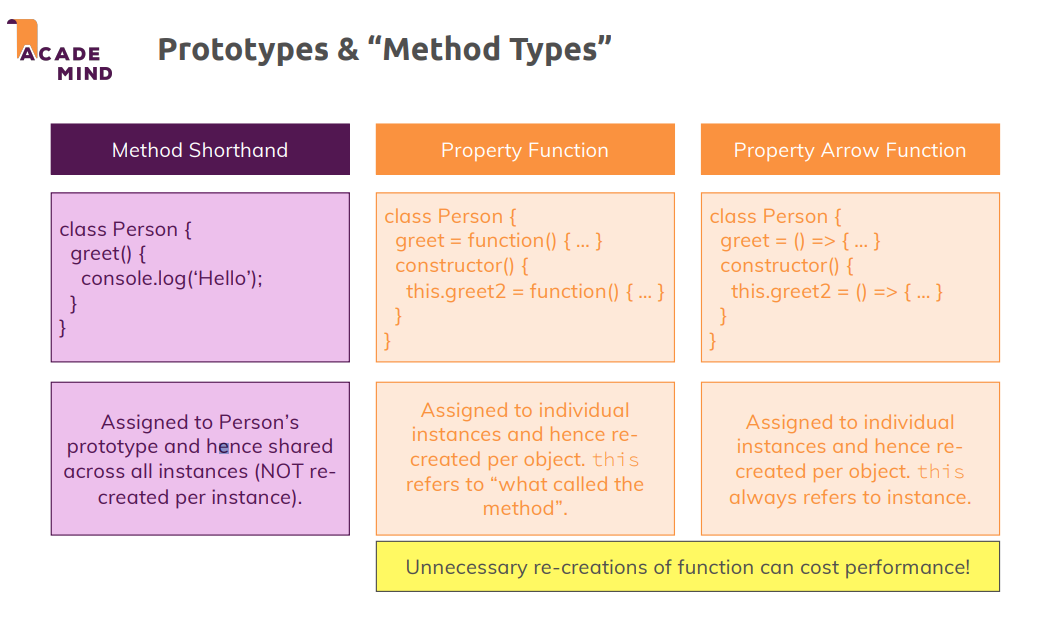 ACADE
MIND
Prototypes & “Method Types”
Method Shorthand
class Person {
greet() {
console.log(‘Hello’);
}
}
Assigned to Person’s
prototype and hence shared
across all instances (NOT re-
created per instance).
Property Function
class Person {
greet = function() { ... }
constructor() {
this.greet2 = function() { ... }
}
}
Assigned to individual
instances and hence re-
created per object. this
refers to “what called the
method”.
Property Arrow Function
class Person {
greet = () => { ... }
constructor() {
this.greet2 = () => { ... }
}
}
Assigned to individual
instances and hence re-
created per object. this
always refers to instance.
Unnecessary re-creations of function can cost performance!